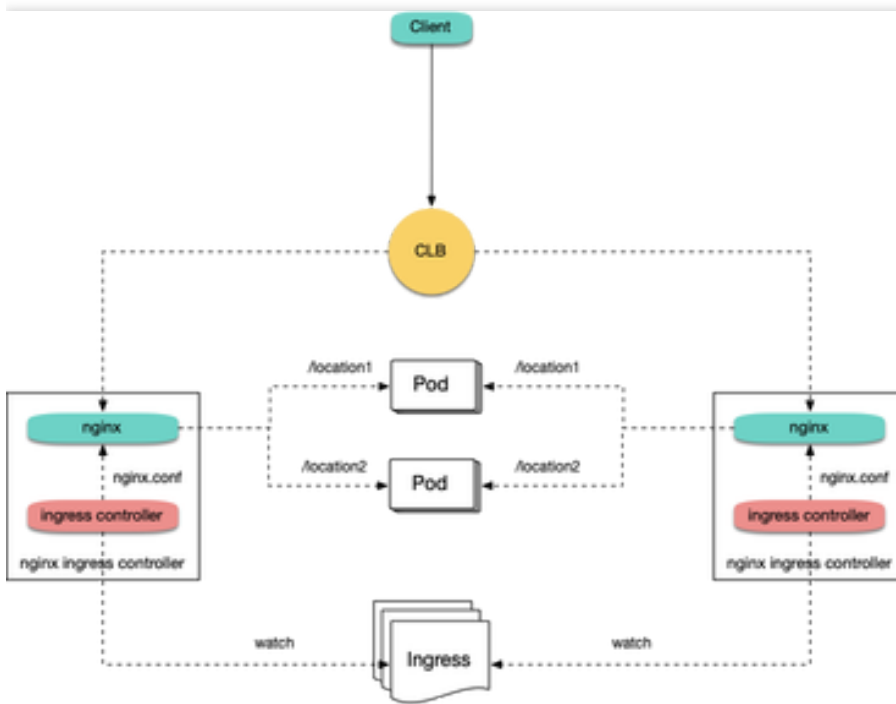 Client
CLB
/location1
/location1
Pod
nginx
nginx
/location2
/location2
Pod
nginx.conf
nginx.conf
ingress controller
ingress controller
nginx ingress controller
nginx ingress controller
watch
watch
Ingress